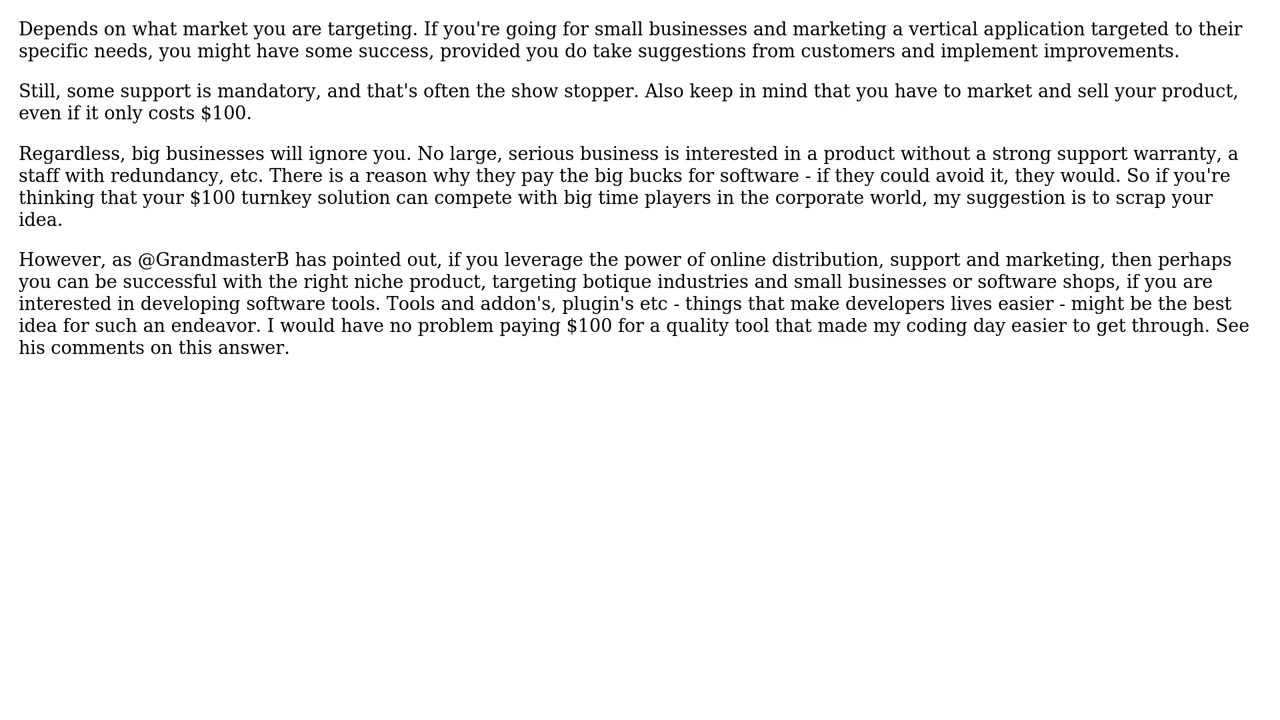 Depends on what market you are targeting. If you're going for small businesses and marketing a vertical application targeted to their
specific needs, you might have some success, provided you do take suggestions from customers and implement improvements.
Still, some support is mandatory, and that's often the show stopper. Also keep in mind that you have to market and sell your product,
even if it only costs $100.
Regardless, big businesses will ignore you. No large, serious business is interested in a product without a strong support warranty, a
staff with redundancy, etc. There is a reason why they pay the big bucks for software - if they could avoid it, they would. So if you're
thinking that your $100 turnkey solution can compete with big time players in the corporate world, my suggestion is to scrap your
idea.
However, as @GrandmasterB has pointed out, if you leverage the power of online distribution, support and marketing, then perhaps
you can be successful with the right niche product, targeting botique industries and small businesses or software shops, if you are
interested in developing software tools. Tools and addon's, plugin's etc - things that make developers lives easier - might be the best
idea for such an endeavor. I would have no problem paying $100 for a quality tool that made my coding day easier to get through. See
his comments on this answer.